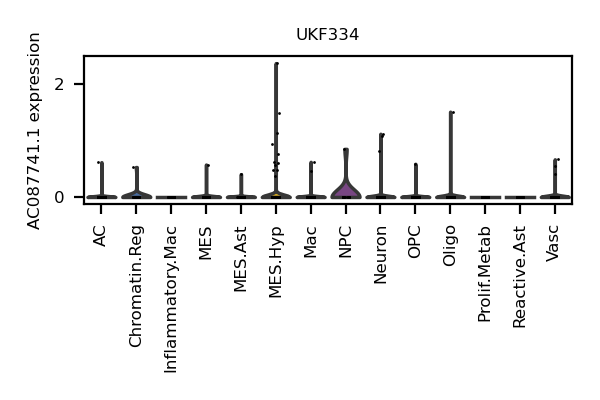 UKF334
AC087741.1 expression
2
0
AC
Chromatin.Reg
Inflammatory.Mac
MES
MES.Ast
MES.Hyp
Mac
NPC
Neuron
OPC
Oligo
Prolif.Metab
Reactive.Ast
Vasc